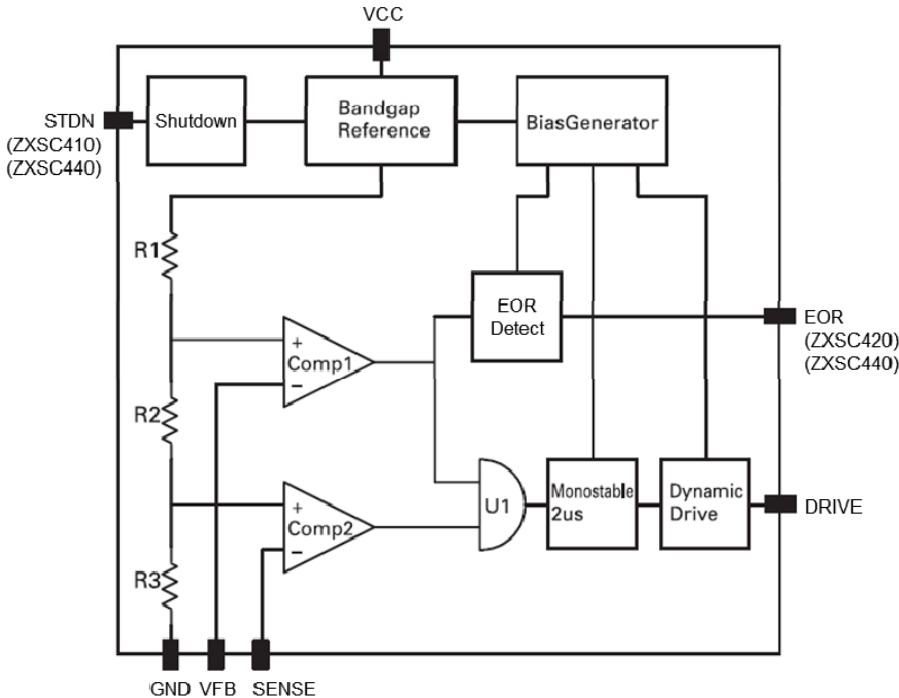 VCC
STDN
(ZXSC410)
(ZXSC440)
Shutdown
Bandgap
Reference
BiasGenerator
R1
EOR
Detect
EOR
(ZXSC420)
(ZXSC440)
+
Comp1
−
R2
+
Comp2
−
U1
Monostable
2us
Dynamic
Drive
DRIVE
R3
GND VFB SENSE